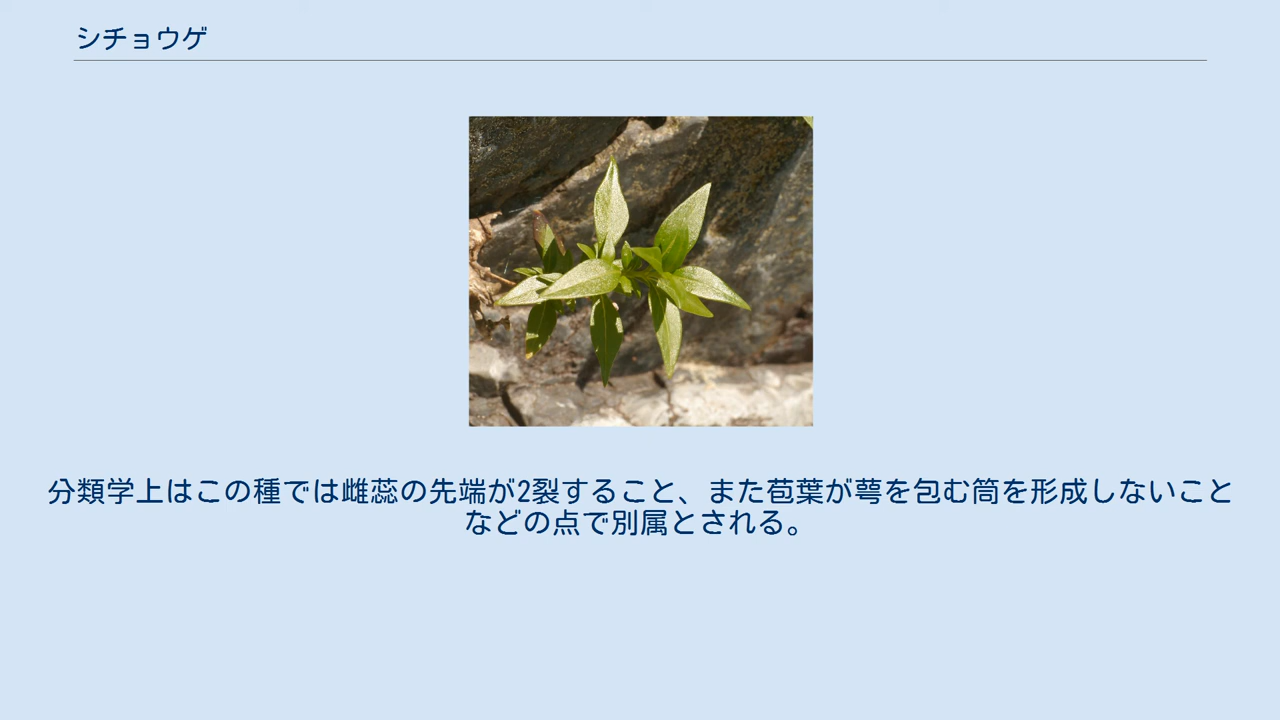 シチョウゲ
分類学上はこの種では雌蕊の先端が2裂すること、また苞葉が萼を包む筒を形成しないこと
などの点で別属とされる。